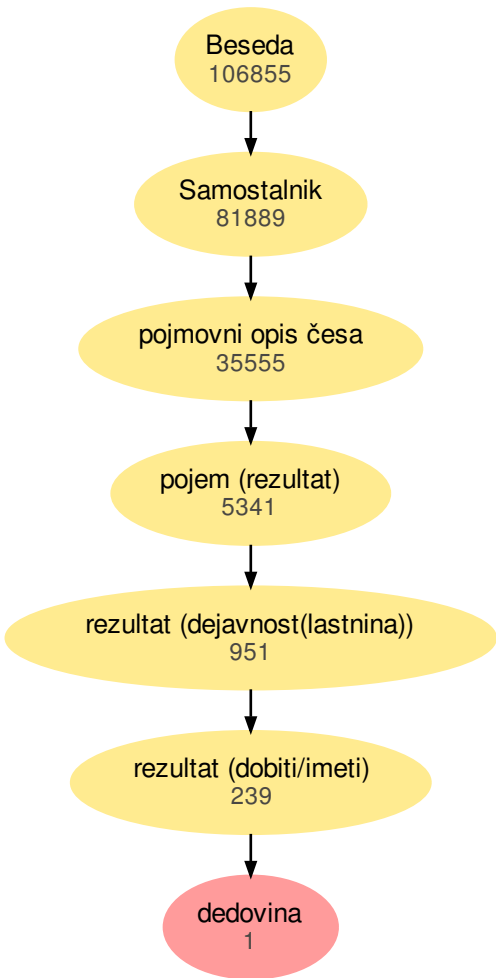 Beseda
106855
Samostalnik
81889
pojmovni opis česa
35555
pojem (rezultat)
5341
rezultat (dejavnost(lastnina))
951
rezultat (dobiti/imeti)
239
dedovina
1